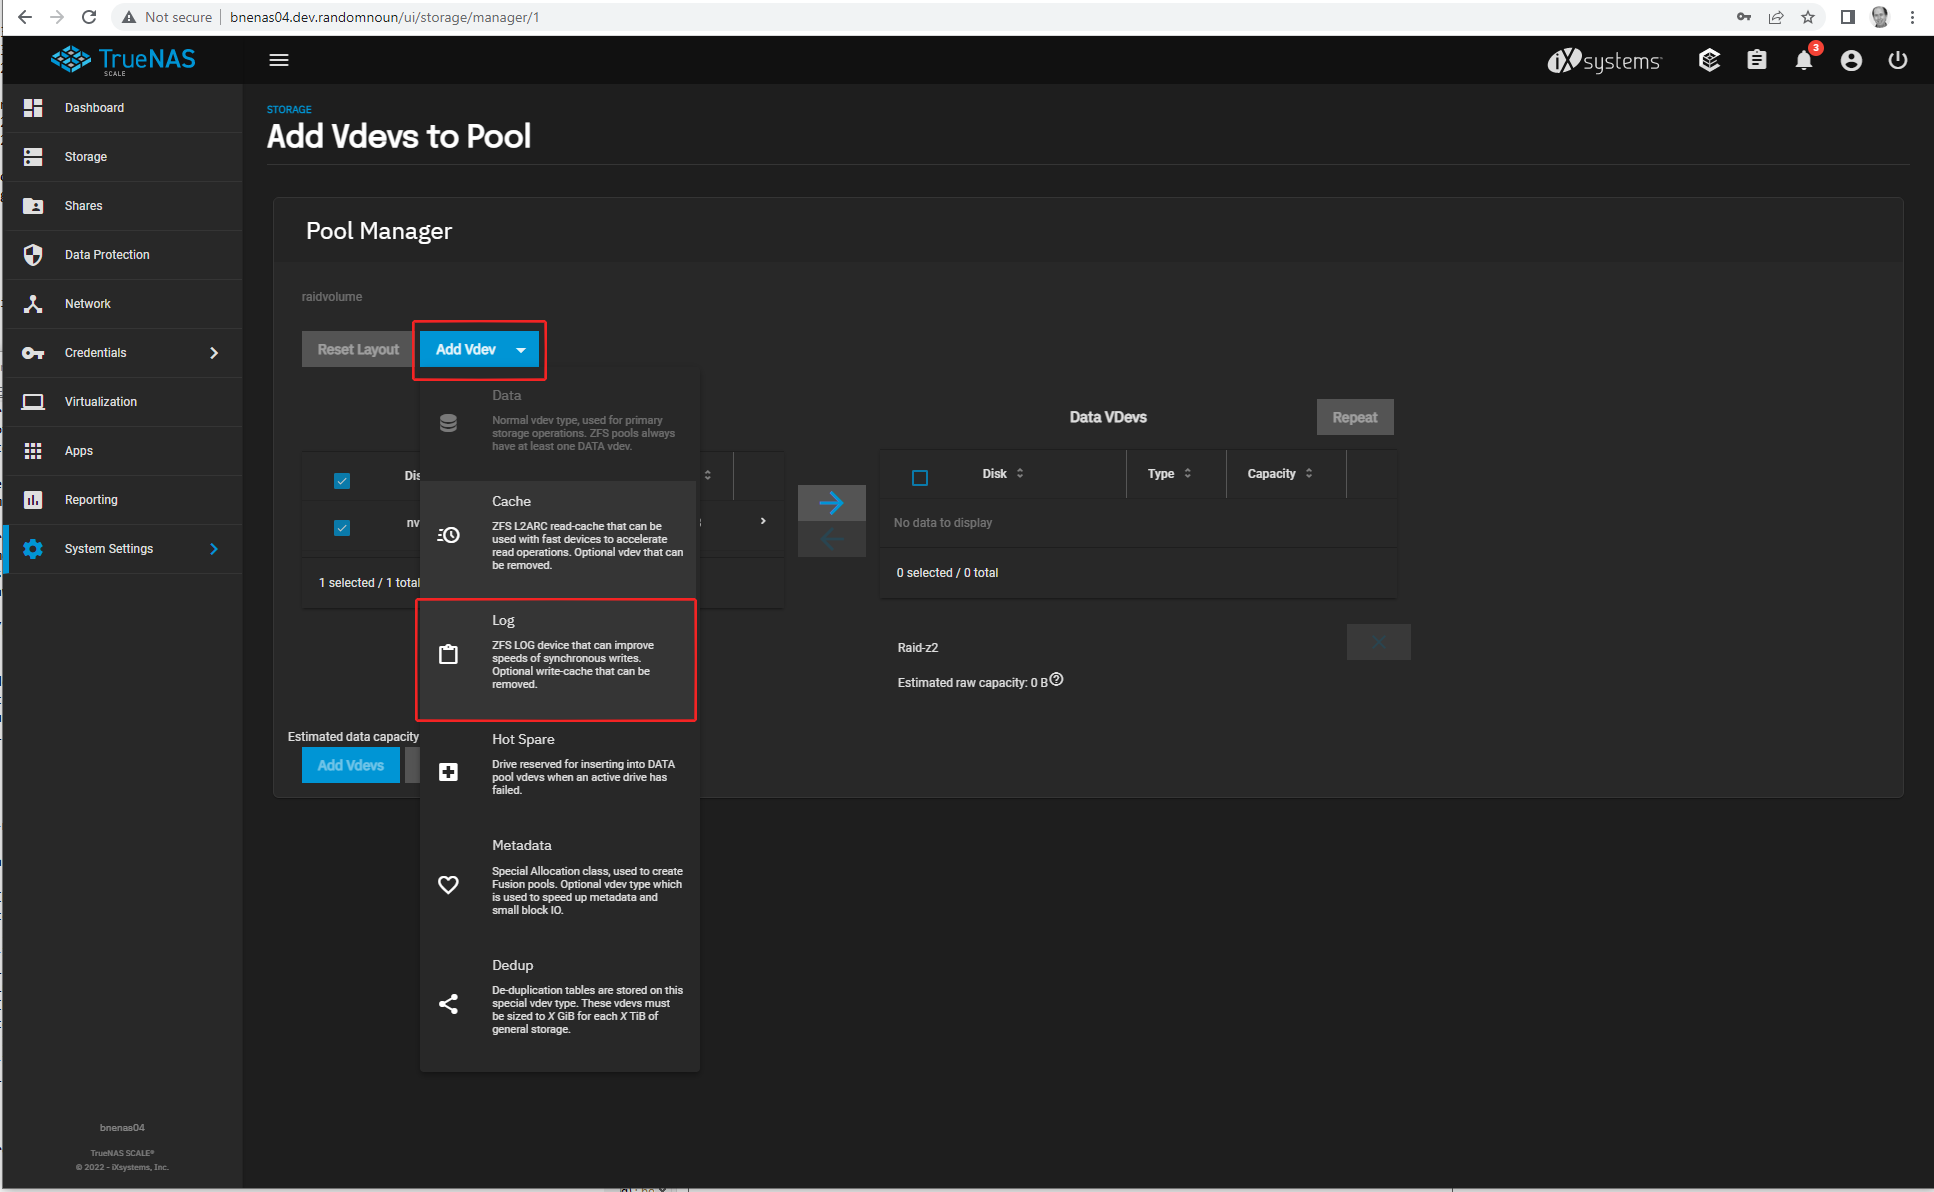 Not secure
bnenas04.dev.randomnoun/ui/storage/manager/1
TrueNAS
SCALE
iXsystems
3
Dashboard
Storage
Shares
Data Protection
Network
Credentials
Virtualization
Apps
Reporting
System Settings
bnenas04
TrueNAS SCALE®
© 2022 - iXsystems, Inc.
STORAGE
Add Vdevs to Pool
Pool Manager
raidvolume
Reset Layout
Add Vdev
Data
Normal vdev type, used for primary
storage operations. ZFS pools always
have at least one DATA vdev.
Cache
ZFS L2ARC read-cache that can be
used with fast devices to accelerate
read operations. Optional vdev that can
be removed.
Log
ZFS LOG device that can improve
speeds of synchronous writes.
Optional write-cache that can be
removed.
Hot Spare
Drive reserved for inserting into DATA
pool vdevs when an active drive has
failed.
Metadata
Special Allocation class, used to create
Fusion pools. Optional vdev type which
is used to speed up metadata and
small block IO.
Dedup
De-duplication tables are stored on this
special vdev type. These vdevs must
be sized to X GiB for each X TiB of
general storage.
Dis
nv
1 selected / 1 total
Estimated data capacity
Add Vdevs
Data VDevs
Repeat
Disk
Type
Capacity
No data to display
0 selected / 0 total
Raid-z2
Estimated raw capacity: 0 B